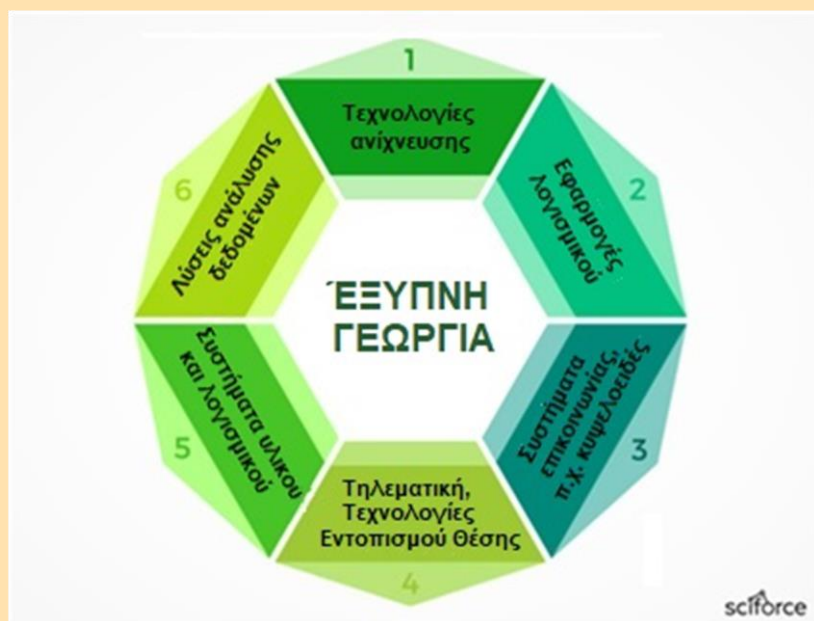 1
Τεχνολογίες
ανίχνευσης
2
Εφαρμογές
λογισμικού
3
Συστήματα
επικοινωνίας,
π.χ. κυψελοειδές
4
Τηλεματική,
Τεχνολογίες
Εντοπισμού Θέσης
5
Συστήματα υλικού
και λογισμικού
6
Λύσεις ανάλυσης
δεδομένων
ΈΞΥΠΝΗ
ΓΕΩΡΓΙΑ
sciforce